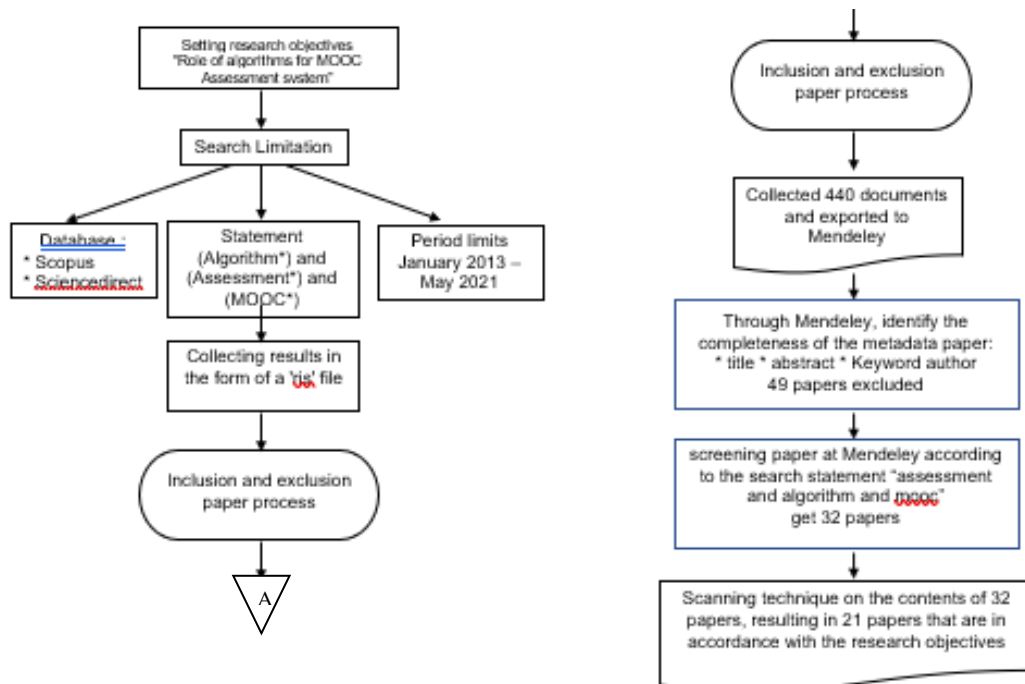 Setting research objectives
"Role of algorithms for MOOC
Assessment system"
Search Limitation
Database :
* Scopus
* Sciencedirect
Statement
(Algorithm*) and
(Assessment*) and
(MOOC*)
Period limits
January 2013 –
May 2021
Collecting results in
the form of a 'ris' file
Inclusion and exclusion
paper process
A
Inclusion and exclusion
paper process
Collected 440 documents
and exported to
Mendeley
Through Mendeley, identify the
completeness of the metadata paper:
* title * abstract * Keyword author
49 papers excluded
screening paper at Mendeley according
to the search statement “assessment
and algorithm and mooc”
get 32 papers
Scanning technique on the contents of 32
papers, resulting in 21 papers that are in
accordance with the research objectives